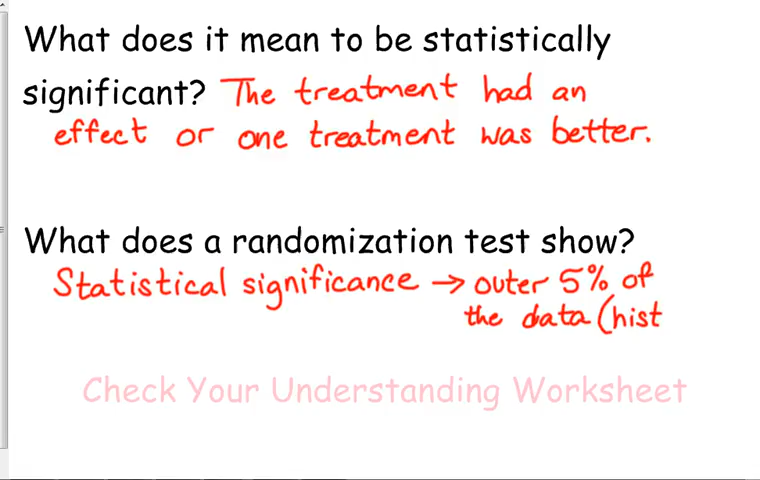 What does it mean to be statistically
significant? The treatment had an
effect or one treatment was better.
What does a randomization test show?
Statistical significance → outer 5% of
the data (hist
Check Your Understanding Worksheet